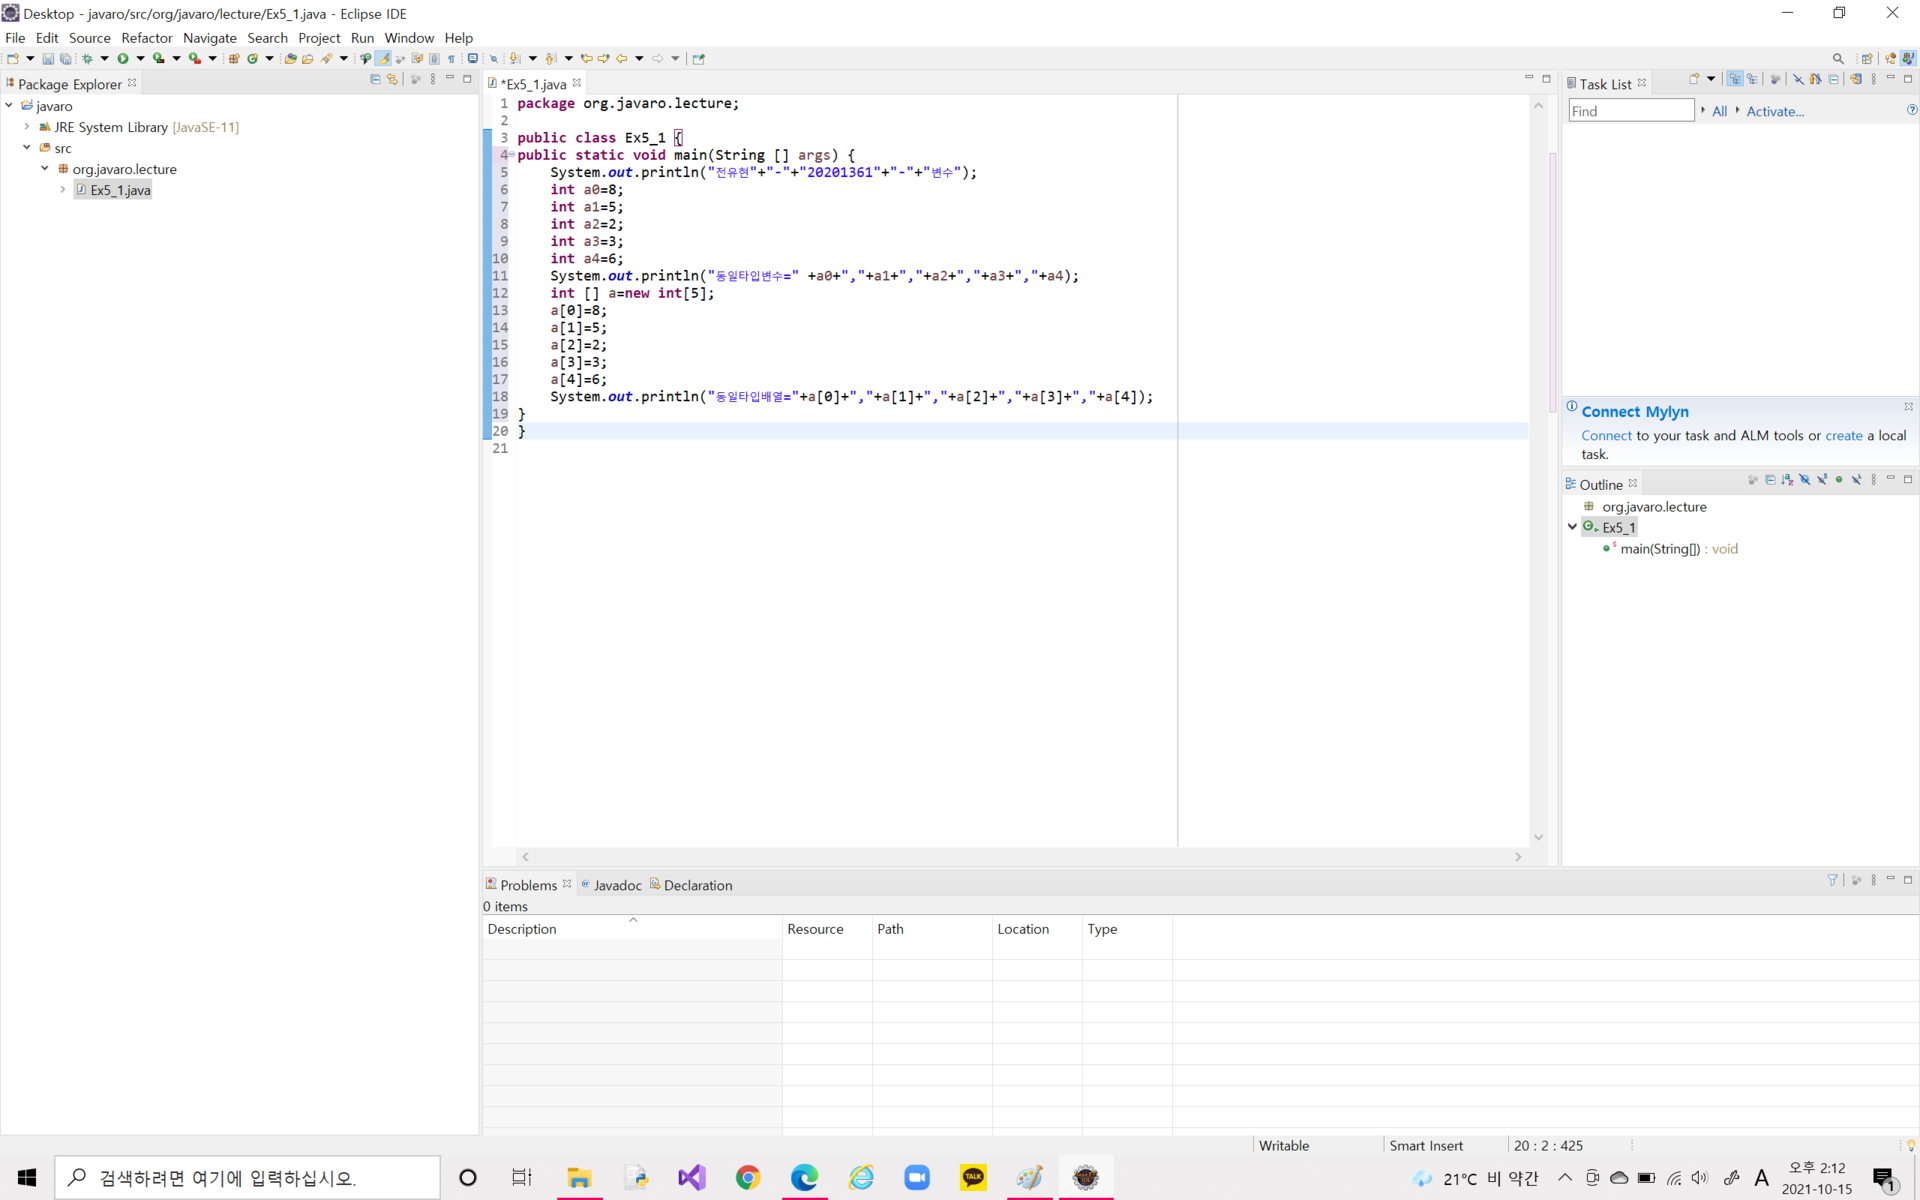 Desktop - javaro/src/org/javaro/lecture/Ex5_1.java - Eclipse IDE
File Edit Source Refactor Navigate Search Project Run Window Help
Package Explorer
javaro
JRE System Library [JavaSE-11]
src
org.javaro.lecture
Ex5_1.java
*Ex5_1.java
1 package org.javaro.lecture;
2
3 public class Ex5_1 {
4 public static void main(String [] args) {
5 System.out.println("전유현"+"-"+"20201361"+"-"+"변수");
6 int a0=8;
7 int a1=5;
8 int a2=2;
9 int a3=3;
10 int a4=6;
11 System.out.println("동일타입변수=" +a0+","+a1+","+a2+","+a3+","+a4);
12 int [] a=new int[5];
13 a[0]=8;
14 a[1]=5;
15 a[2]=2;
16 a[3]=3;
17 a[4]=6;
18 System.out.println("동일타입배열="+a[0]+","+a[1]+","+a[2]+","+a[3]+","+a[4]);
19 }
20 }
21
Task List
Find All Activate...
Connect Mylyn
Connect to your task and ALM tools or create a local
task.
Outline
org.javaro.lecture
Ex5_1
main(String[]) : void
Problems Javadoc Declaration
0 items
Description Resource Path Location Type
Writable Smart Insert 20 : 2 : 425
검색하려면 여기에 입력하십시오.
TALK
21°C 비 약간
A
오후 2:12
2021-10-15
1